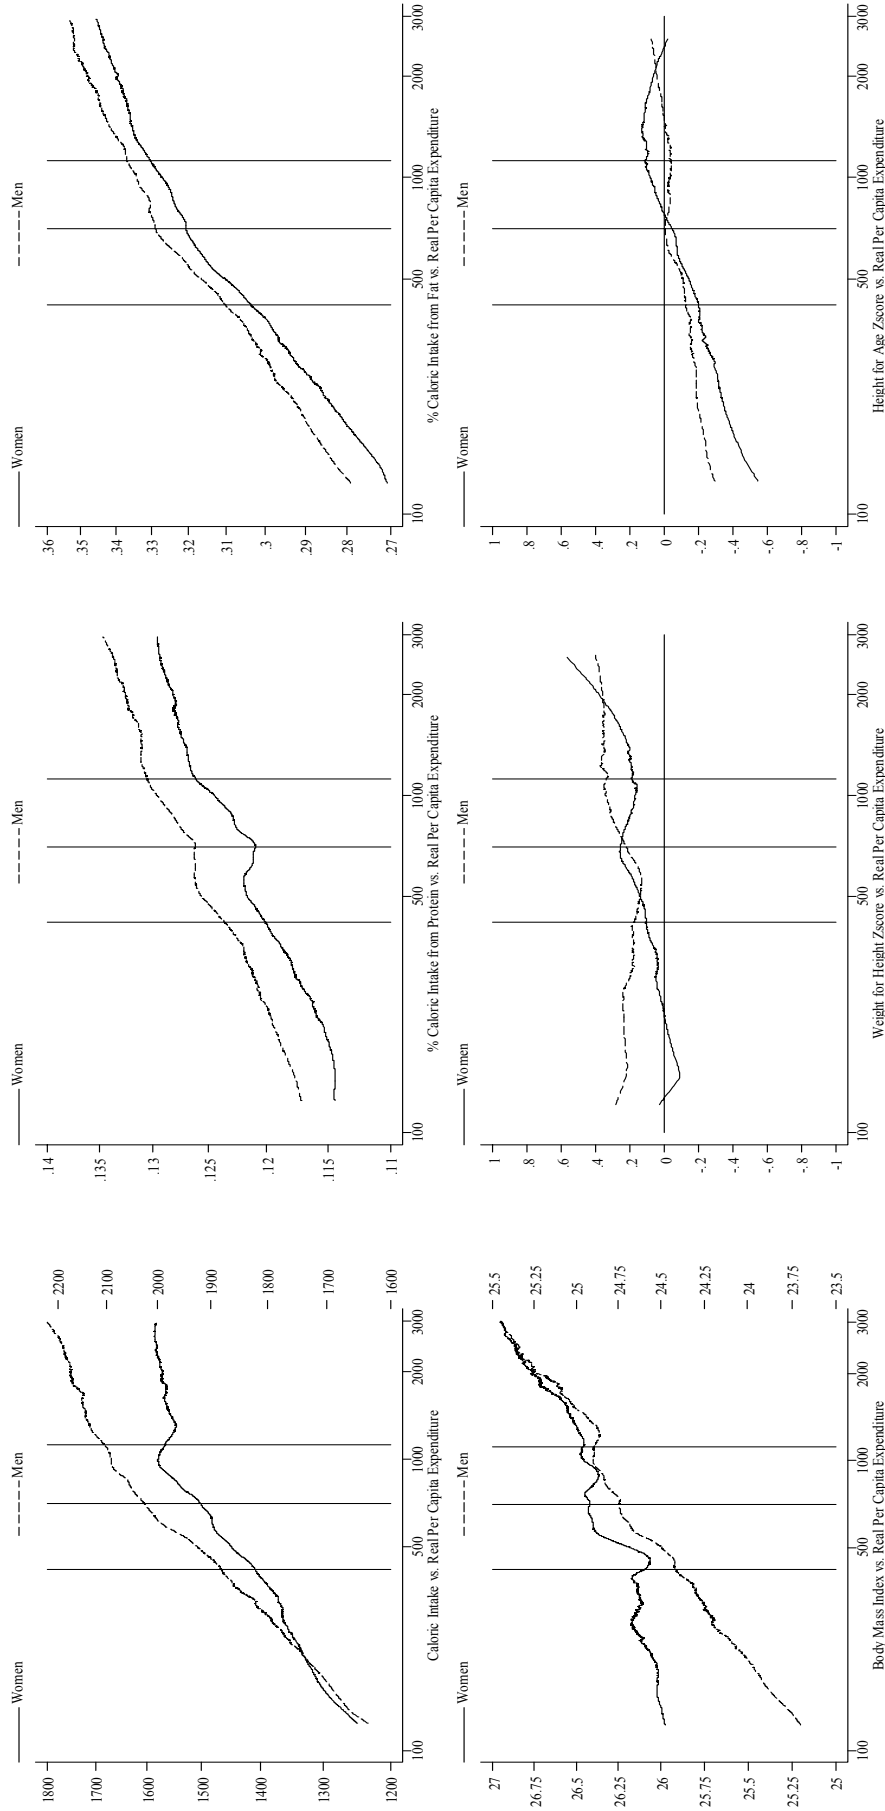 Women
Men
1800
1700
1600
1500
1400
1300
1200
2200
2100
2000
1900
1800
1700
1600
100 500 1000 2000 3000
Caloric Intake vs. Real Per Capita Expenditure
Women
Men
.14
.135
.13
.125
.12
.115
.11
100 500 1000 2000 3000
% Caloric Intake from Protein vs. Real Per Capita Expenditure
Women
Men
.36
.35
.34
.33
.32
.31
.3
.29
.28
.27
100 500 1000 2000 3000
% Caloric Intake from Fat vs. Real Per Capita Expenditure
Women
Men
27
26.75
26.5
26.25
26
25.75
25.5
25.25
25
25.5
25.25
25
24.75
24.5
24.25
24
23.75
23.5
100 500 1000 2000 3000
Body Mass Index vs. Real Per Capita Expenditure
Women
Men
1
.8
.6
.4
.2
0
-.2
-.4
-.6
-.8
-1
100 500 1000 2000 3000
Weight for Height Zscore vs. Real Per Capita Expenditure
Women
Men
1
.8
.6
.4
.2
0
-.2
-.4
-.6
-.8
-1
100 500 1000 2000 3000
Height for Age Zscore vs. Real Per Capita Expenditure